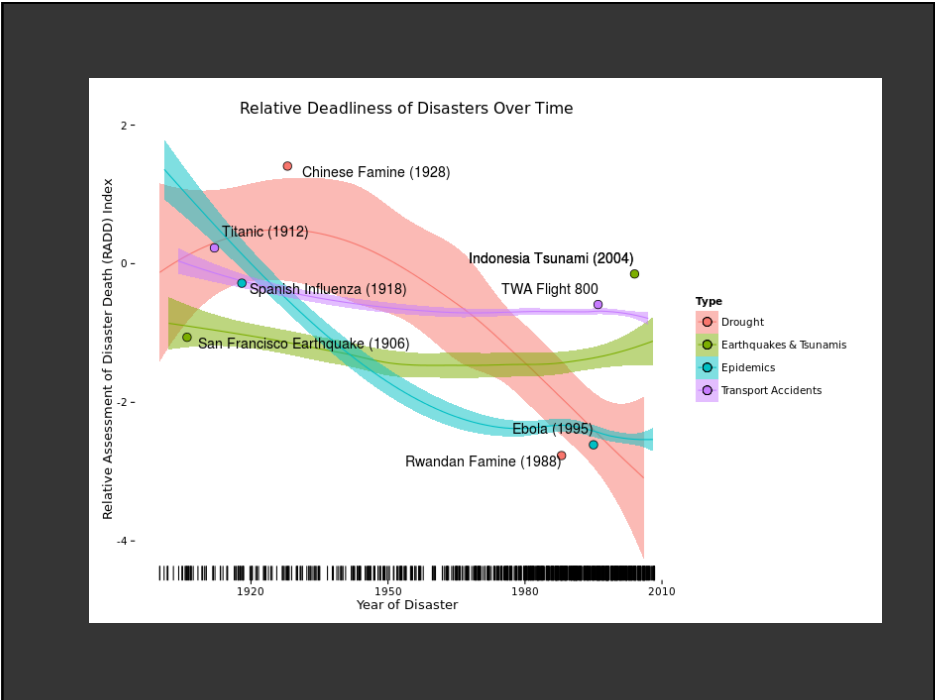 Relative Deadliness of Disasters Over Time
Relative Assessment of Disaster Death (RADD) Index
2
0
-2
-4
Chinese Famine (1928)
Titanic (1912)
Indonesia Tsunami (2004)
Spanish Influenza (1918)
TWA Flight 800
San Francisco Earthquake (1906)
Ebola (1995)
Rwandan Famine (1988)
1920
1950
1980
2010
Year of Disaster
Type
Drought
Earthquakes & Tsunamis
Epidemics
Transport Accidents